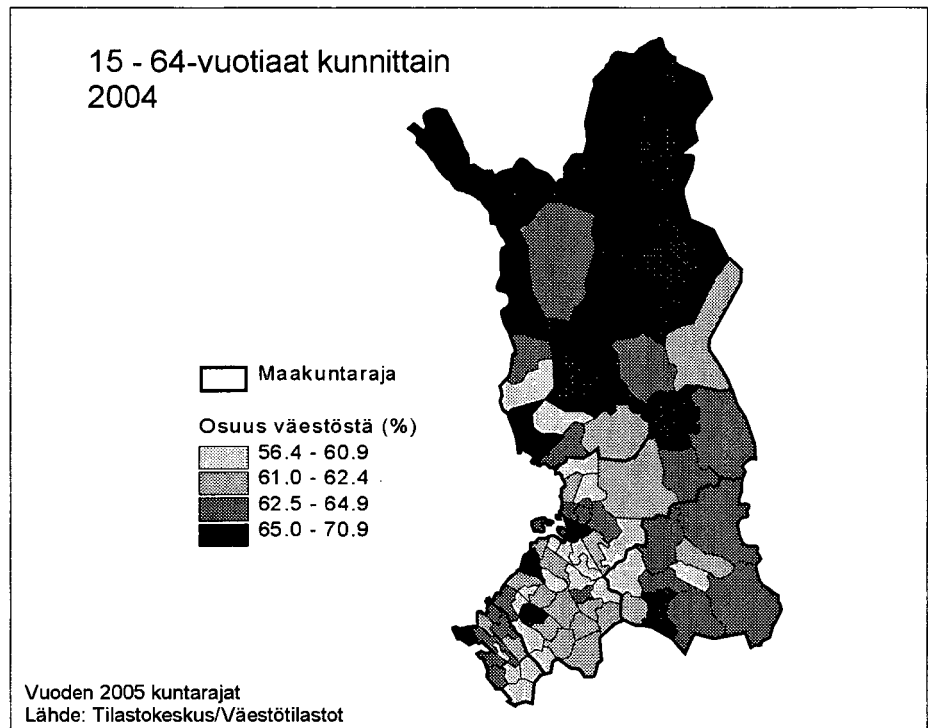 15 - 64-vuotiaat kunnittain
2004
Maakuntaraja
Osuus väestöstä (%)
56.4 - 60.9
61.0 - 62.4
62.5 - 64.9
65.0 - 70.9
Vuoden 2005 kuntarajat
Lähde: Tilastokeskus/Väestötilastot